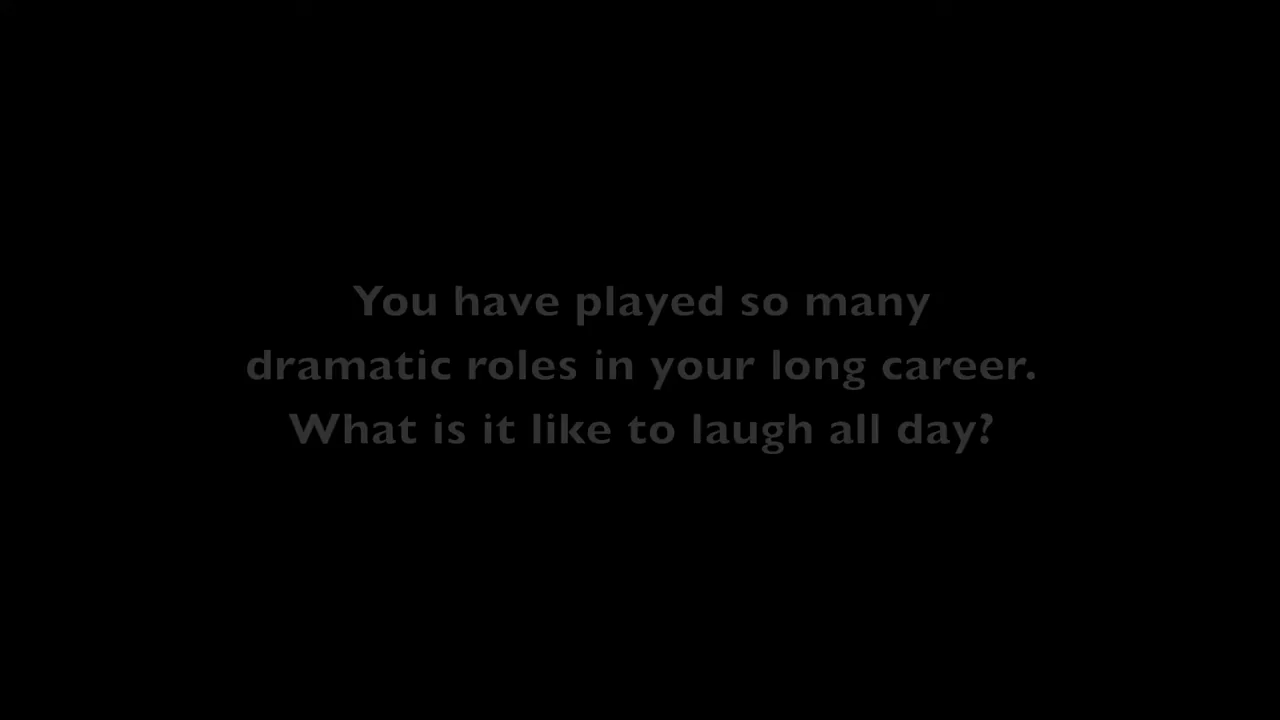 You have played so many
dramatic roles in your long career.
What is it like to laugh all day?